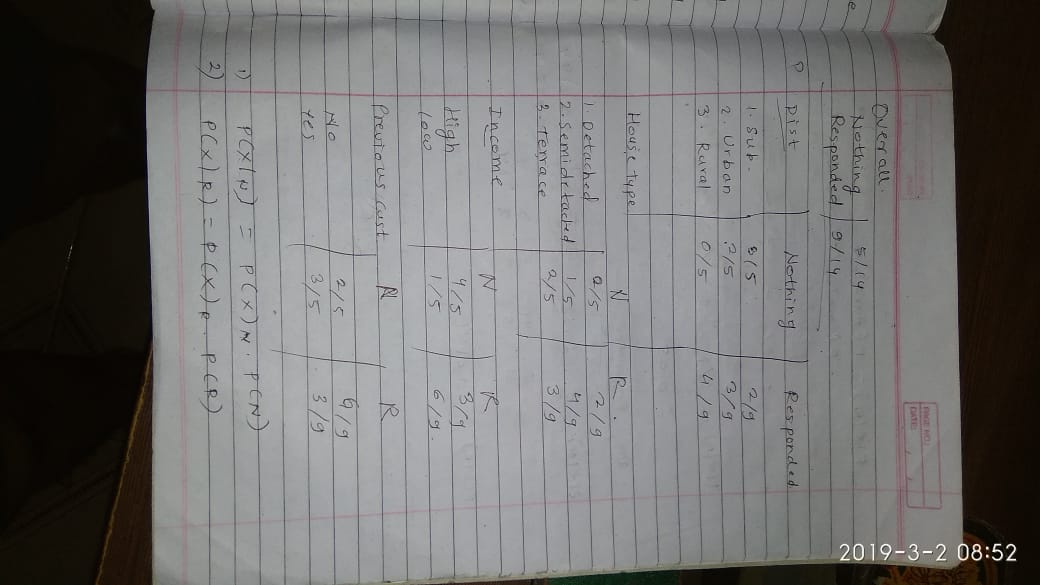 Overall.
Nothing 5/14
Responded 9/14
P Dist Nothing Responded
1. Sub. 3/5 2/9
2. Urban 2/5 3/9
3. Rural 0/5 4/9
House type N R.
1. Detached 2/5 2/9
2. Semidetached 1/5 4/9
3. Terrace 2/5 3/9
Income N R
High 4/5 3/9
Low 1/5 6/9.
Previous Cust N R
No 2/5 6/9
Yes 3/5 3/9
1) P(X|N) = P(X)N . P(N)
2) P(X|R) = P(X)R . P(R)
PAGE NO.:
DATE: / /
2019-3-2 08:52